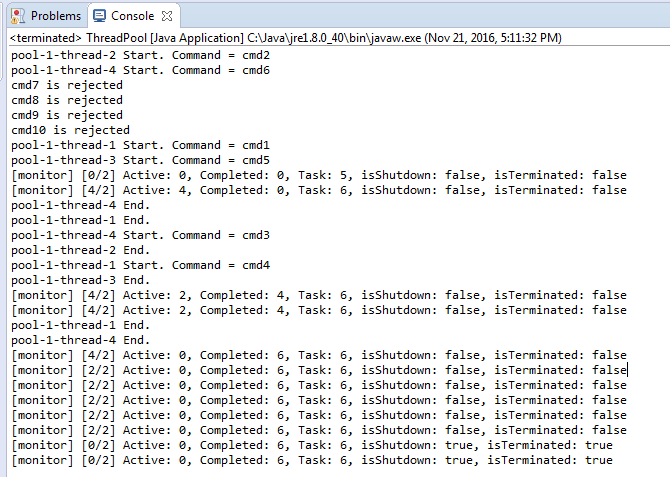 Problems Console
<terminated> ThreadPool [Java Application] C:\Java\jre1.8.0_40\bin\javaw.exe (Nov 21, 2016, 5:11:32 PM)
pool-1-thread-2 Start. Command = cmd2
pool-1-thread-4 Start. Command = cmd6
cmd7 is rejected
cmd8 is rejected
cmd9 is rejected
cmd10 is rejected
pool-1-thread-1 Start. Command = cmd1
pool-1-thread-3 Start. Command = cmd5
[monitor] [0/2] Active: 0, Completed: 0, Task: 5, isShutdown: false, isTerminated: false
[monitor] [4/2] Active: 4, Completed: 0, Task: 6, isShutdown: false, isTerminated: false
pool-1-thread-4 End.
pool-1-thread-1 End.
pool-1-thread-4 Start. Command = cmd3
pool-1-thread-2 End.
pool-1-thread-1 Start. Command = cmd4
pool-1-thread-3 End.
[monitor] [4/2] Active: 2, Completed: 4, Task: 6, isShutdown: false, isTerminated: false
[monitor] [4/2] Active: 2, Completed: 4, Task: 6, isShutdown: false, isTerminated: false
pool-1-thread-1 End.
pool-1-thread-4 End.
[monitor] [4/2] Active: 0, Completed: 6, Task: 6, isShutdown: false, isTerminated: false
[monitor] [2/2] Active: 0, Completed: 6, Task: 6, isShutdown: false, isTerminated: false
[monitor] [2/2] Active: 0, Completed: 6, Task: 6, isShutdown: false, isTerminated: false
[monitor] [2/2] Active: 0, Completed: 6, Task: 6, isShutdown: false, isTerminated: false
[monitor] [2/2] Active: 0, Completed: 6, Task: 6, isShutdown: false, isTerminated: false
[monitor] [2/2] Active: 0, Completed: 6, Task: 6, isShutdown: false, isTerminated: false
[monitor] [0/2] Active: 0, Completed: 6, Task: 6, isShutdown: true, isTerminated: true
[monitor] [0/2] Active: 0, Completed: 6, Task: 6, isShutdown: true, isTerminated: true